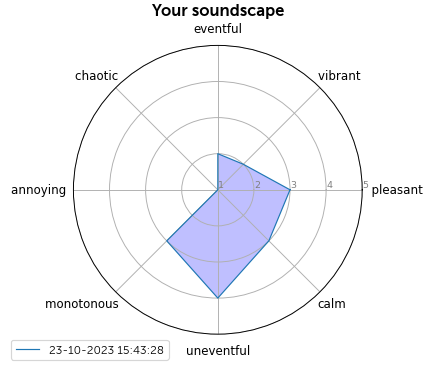 Your soundscape
eventful
chaotic
vibrant
annoying
1 2 3 4 5
pleasant
monotonous
calm
23-10-2023 15:43:28
uneventful